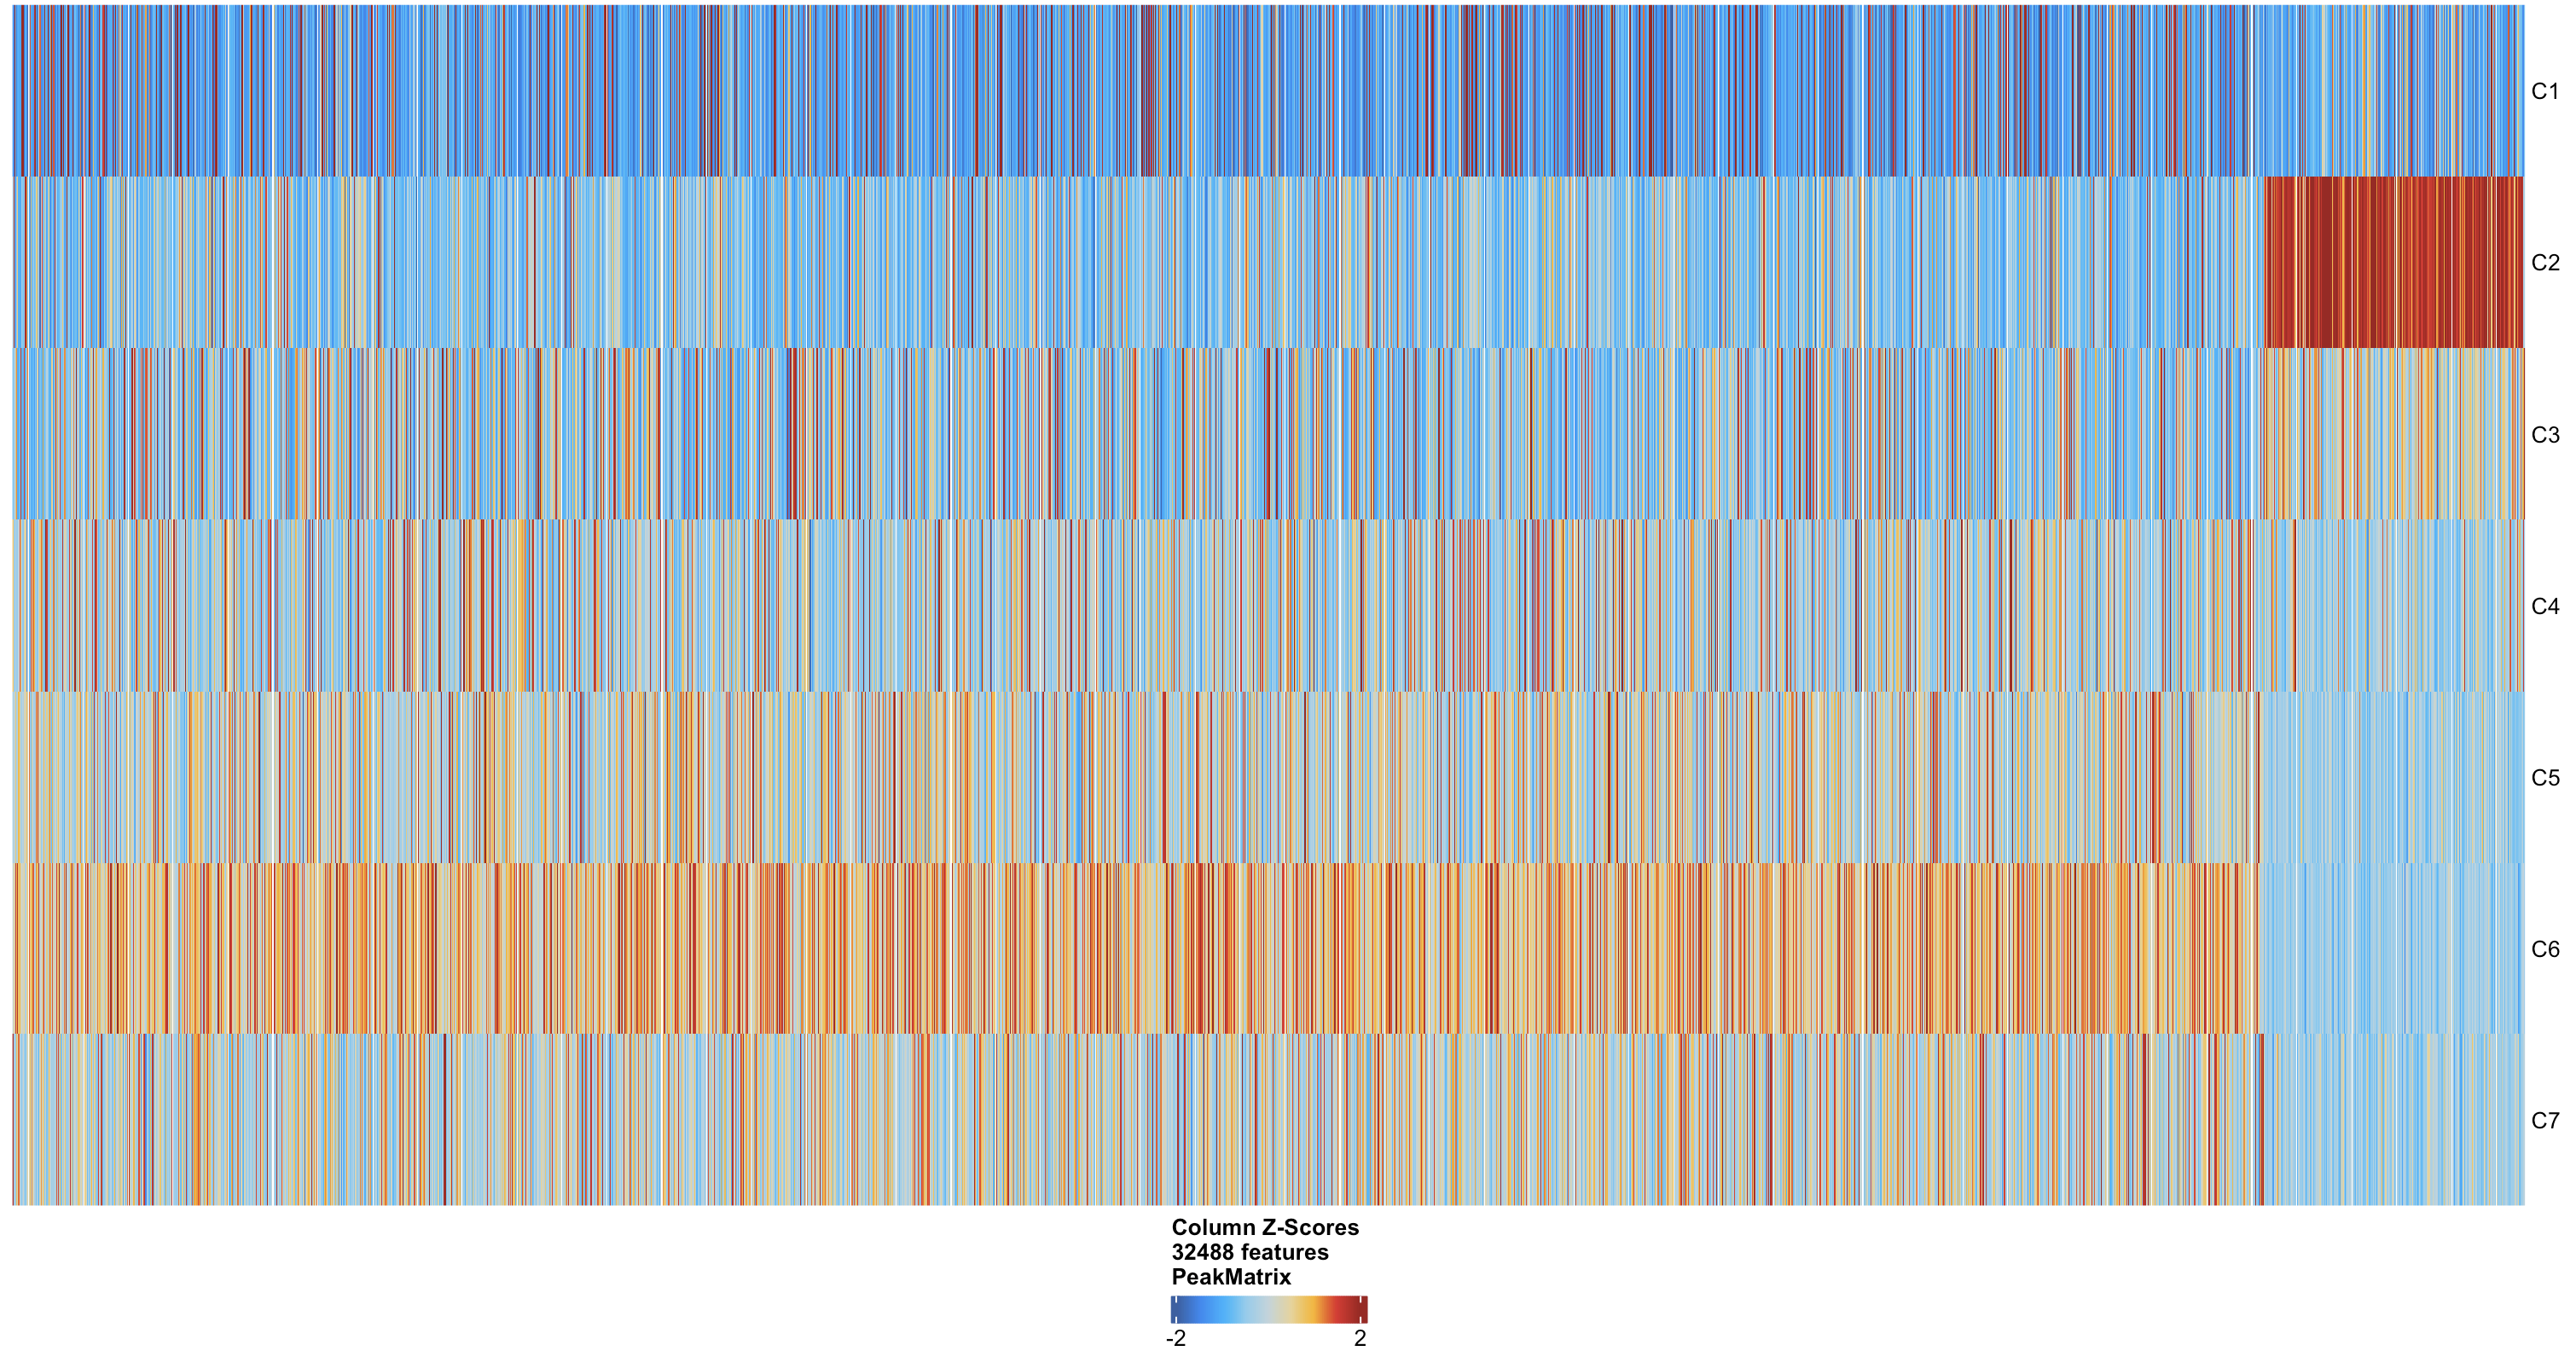 C1
C2
C3
C4
C5
C6
C7
Column Z-Scores
32488 features
PeakMatrix
-2 2